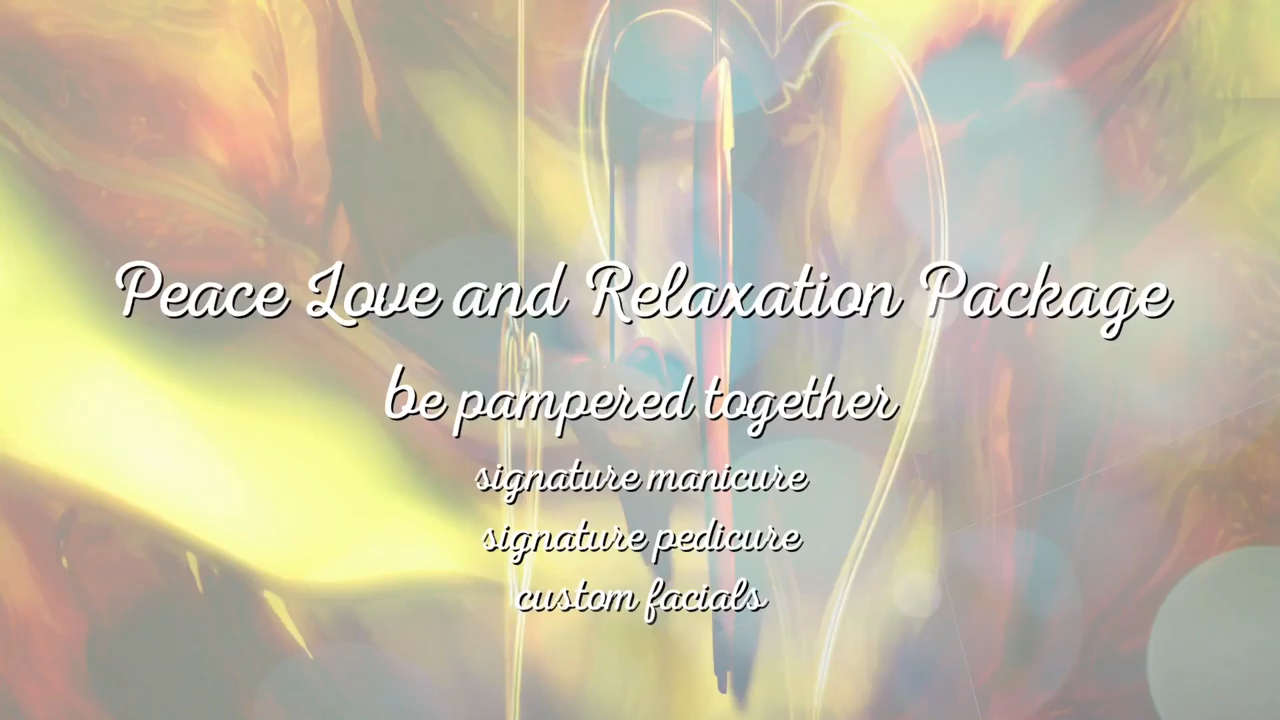 Peace Love and Relaxation Package
be pampered together
signature manicure
signature pedicure
custom facials